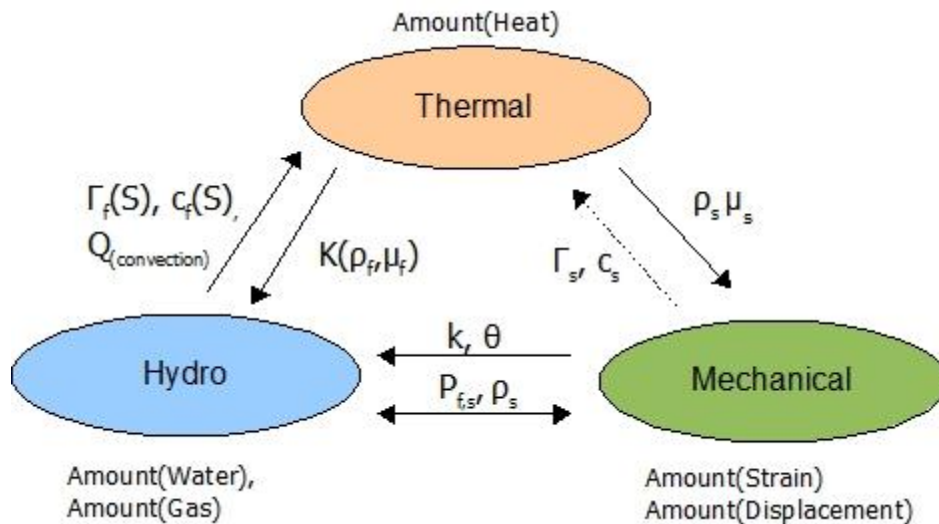 Amount(Heat)
Thermal
Γf(S), cf(S),
Q(convection)
K(ρf,μf)
ρs μs
Γs, cs
k, θ
Hydro
Mechanical
Pf,s, ρs
Amount(Water),
Amount(Gas)
Amount(Strain)
Amount(Displacement)